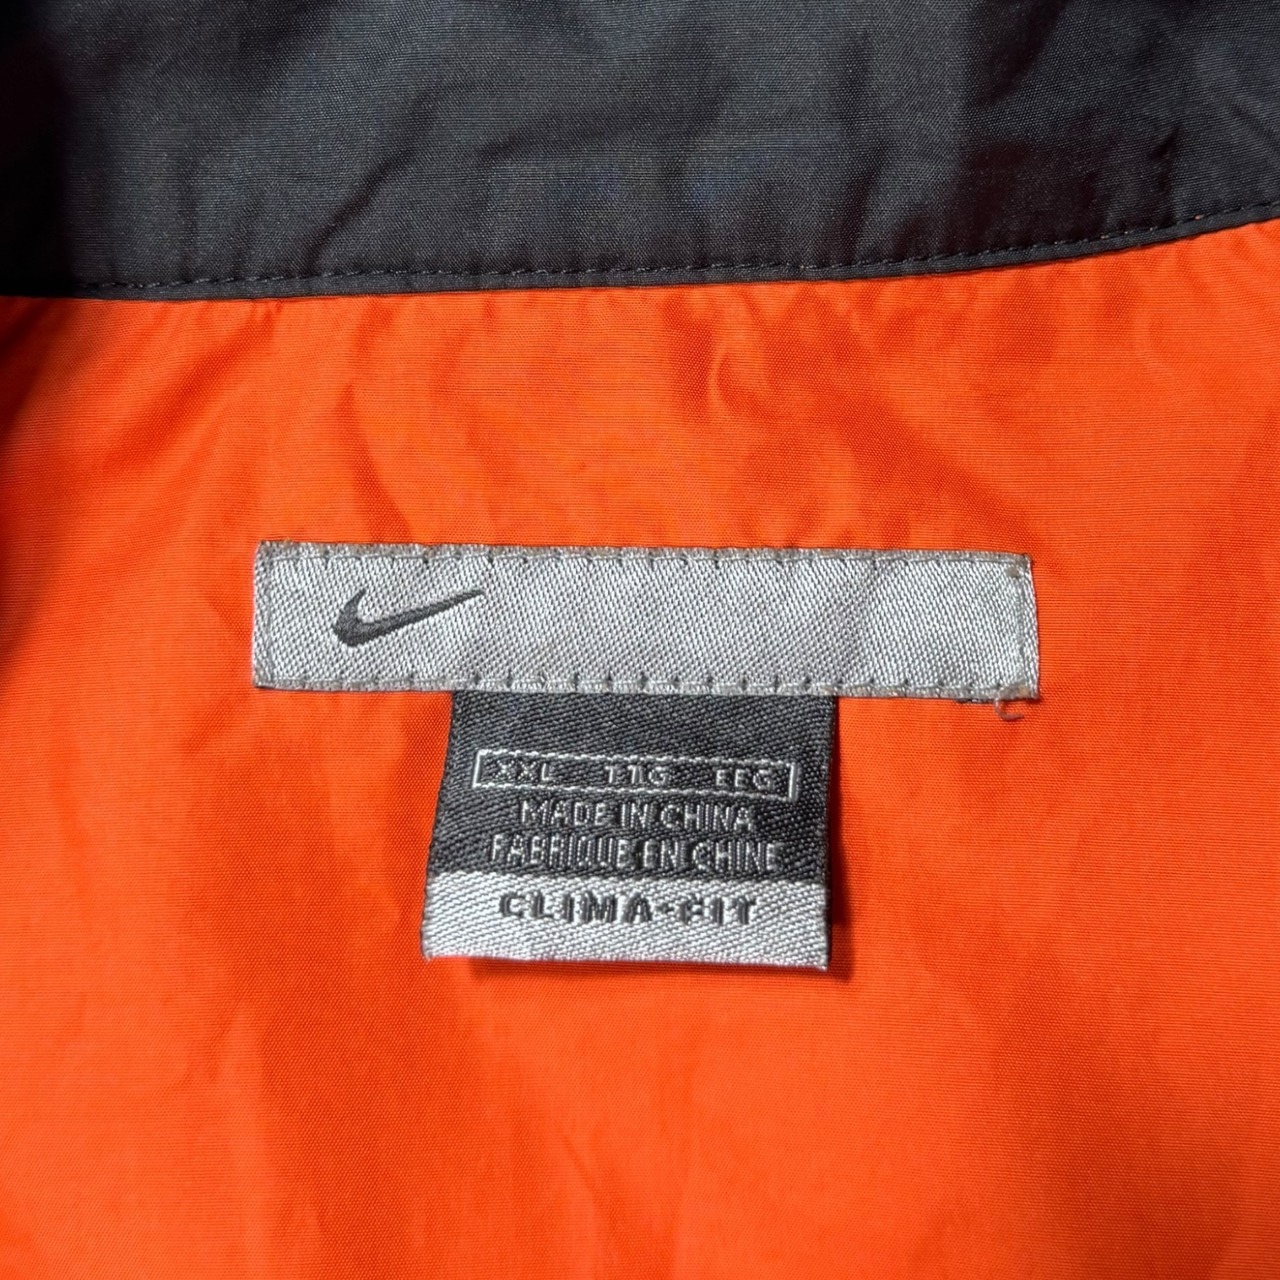 XXL TTG EEG
MADE IN CHINA
FABRIQUE EN CHINE
CLIMA-FIT